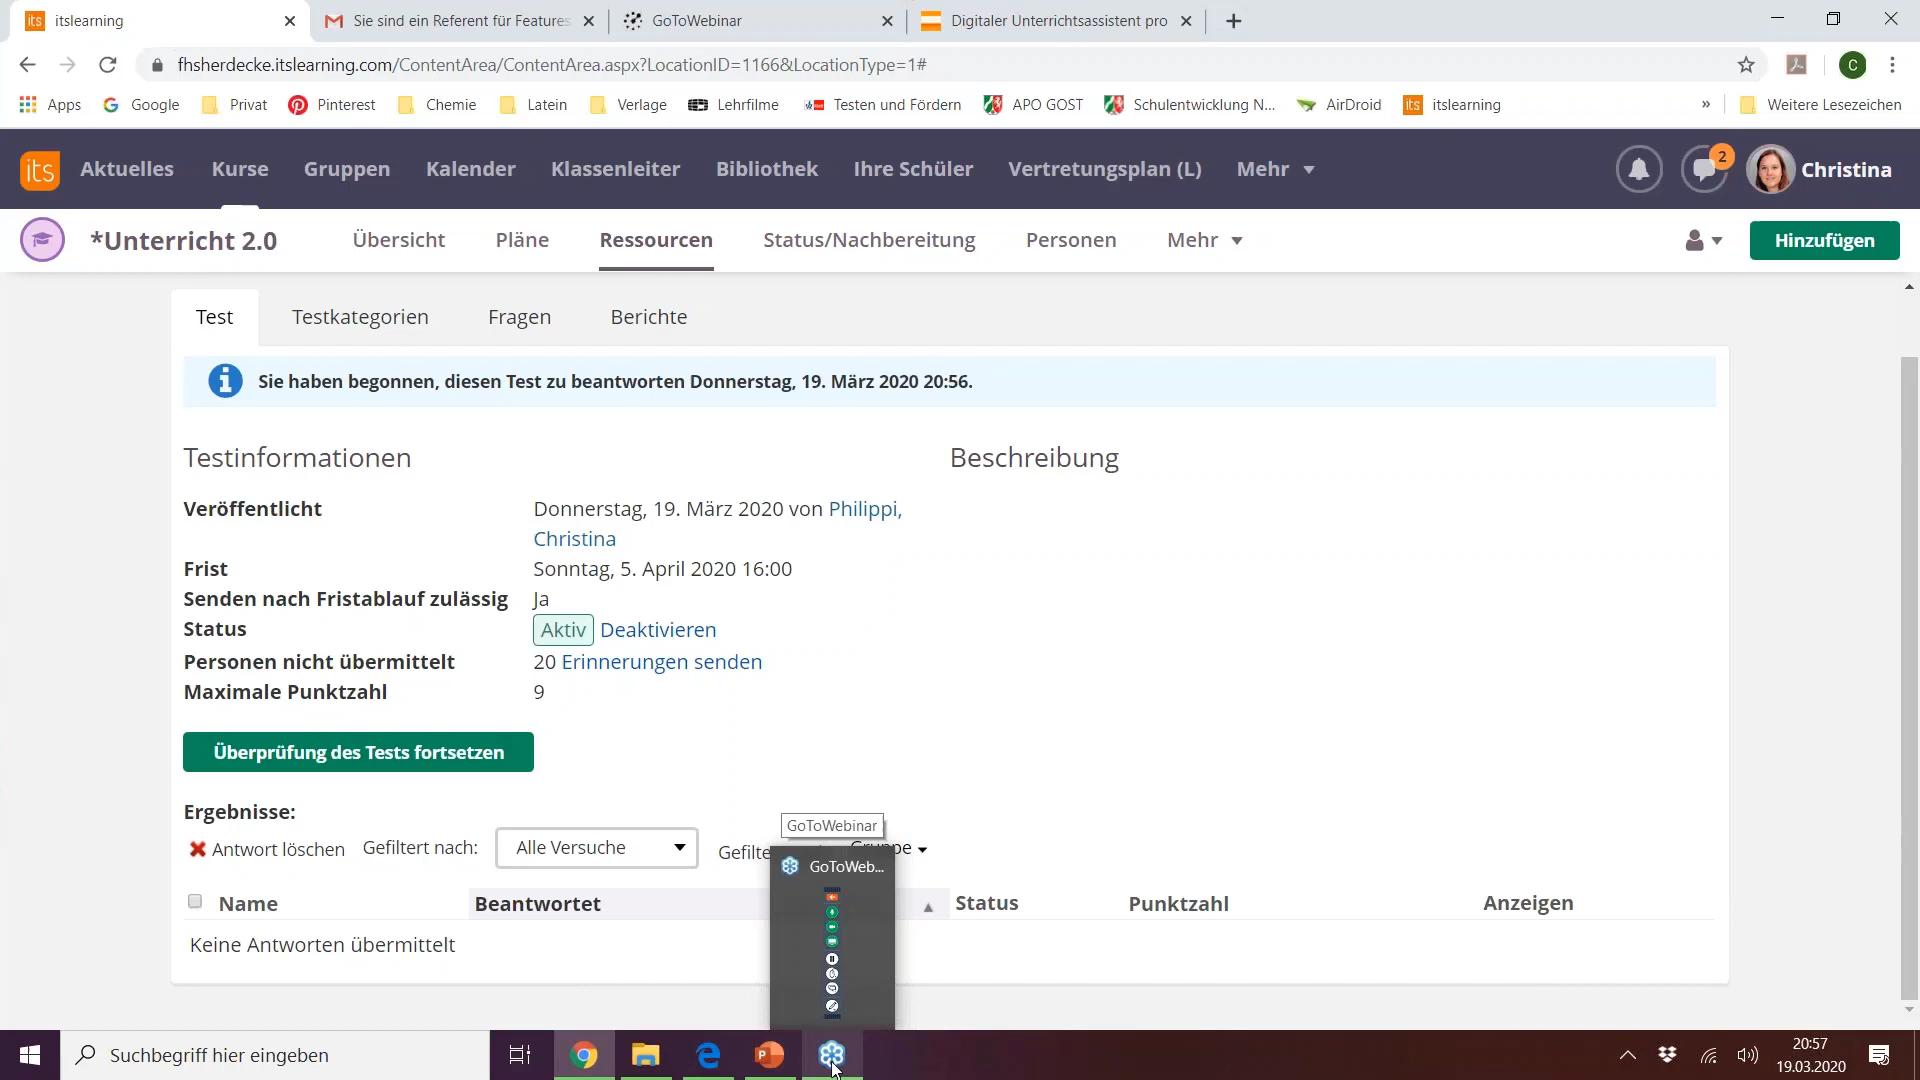 itslearning
Sie sind ein Referent für Features
GoToWebinar
Digitaler Unterrichtsassistent pro
fhsherdecke.itslearning.com/ContentArea/ContentArea.aspx?LocationID=1166&LocationType=1#
C
Apps
Google
Privat
Pinterest
Chemie
Latein
Verlage
Lehrfilme
Testen und Fördern
APO GOST
Schulentwicklung N...
AirDroid
itslearning
»
Weitere Lesezeichen
its
Aktuelles
Kurse
Gruppen
Kalender
Klassenleiter
Bibliothek
Ihre Schüler
Vertretungsplan (L)
Mehr
2
Christina
*Unterricht 2.0
Übersicht
Pläne
Ressourcen
Status/Nachbereitung
Personen
Mehr
Hinzufügen
Test
Testkategorien
Fragen
Berichte
Sie haben begonnen, diesen Test zu beantworten Donnerstag, 19. März 2020 20:56.
Testinformationen
Beschreibung
Veröffentlicht
Donnerstag, 19. März 2020 von Philippi,
Christina
Frist
Sonntag, 5. April 2020 16:00
Senden nach Fristablauf zulässig
Ja
Status
Aktiv Deaktivieren
Personen nicht übermittelt
20 Erinnerungen senden
Maximale Punktzahl
9
Überprüfung des Tests fortsetzen
Ergebnisse:
GoToWebinar
Antwort löschen
Gefiltert nach:
Alle Versuche
GoToWeb...
Name
Beantwortet
Status
Punktzahl
Anzeigen
Keine Antworten übermittelt
Suchbegriff hier eingeben
20:57
19.03.2020